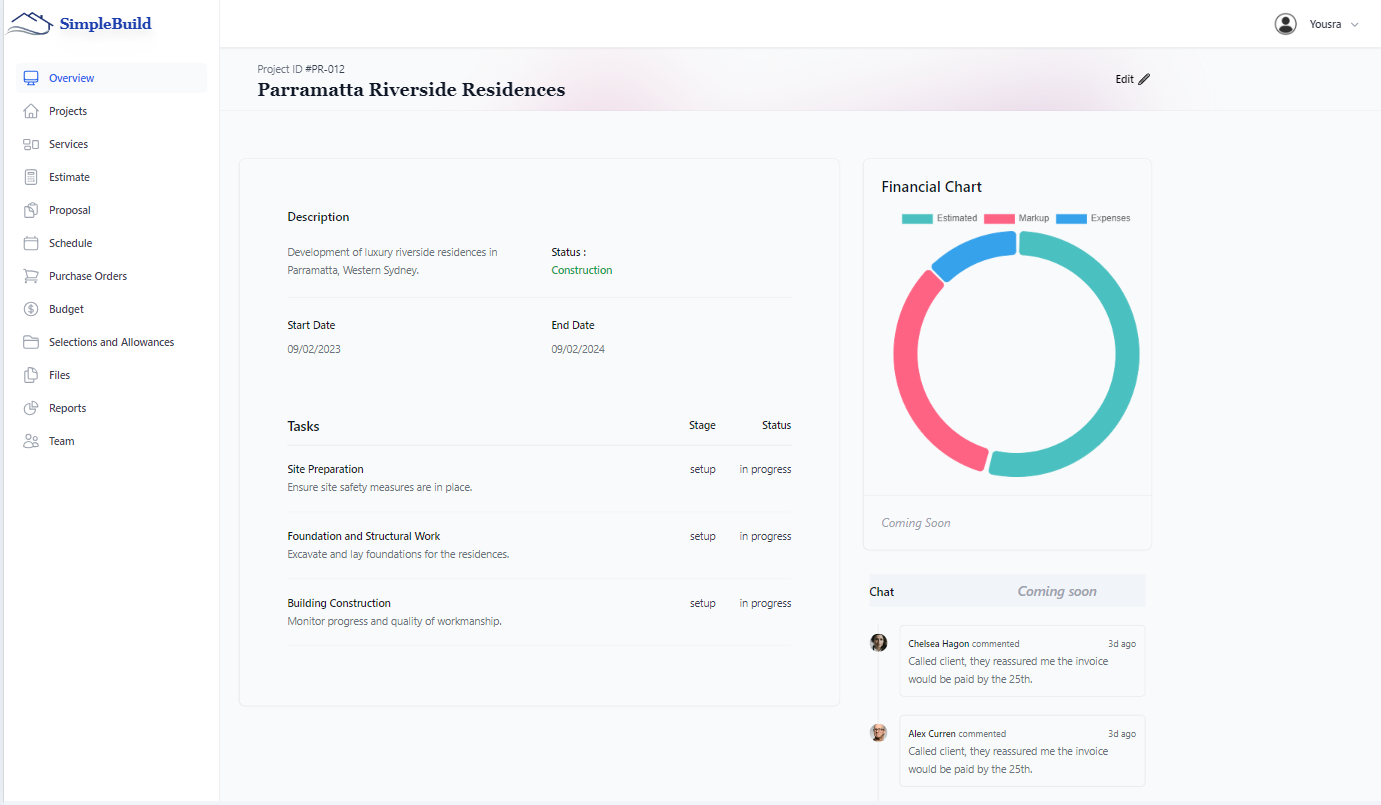 SimpleBuild
Yousra
Overview
Projects
Services
Estimate
Proposal
Schedule
Purchase Orders
Budget
Selections and Allowances
Files
Reports
Team
Project ID #PR-012
Parramatta Riverside Residences
Edit
Description
Development of luxury riverside residences in
Parramatta, Western Sydney.
Status :
Construction
Start Date
09/02/2023
End Date
09/02/2024
Tasks Stage Status
Site Preparation setup in progress
Ensure site safety measures are in place.
Foundation and Structural Work setup in progress
Excavate and lay foundations for the residences.
Building Construction setup in progress
Monitor progress and quality of workmanship.
Financial Chart
Estimated Markup Expenses
Coming Soon
Chat Coming soon
Chelsea Hagon commented 3d ago
Called client, they reassured me the invoice
would be paid by the 25th.
Alex Curren commented 3d ago
Called client, they reassured me the invoice
would be paid by the 25th.